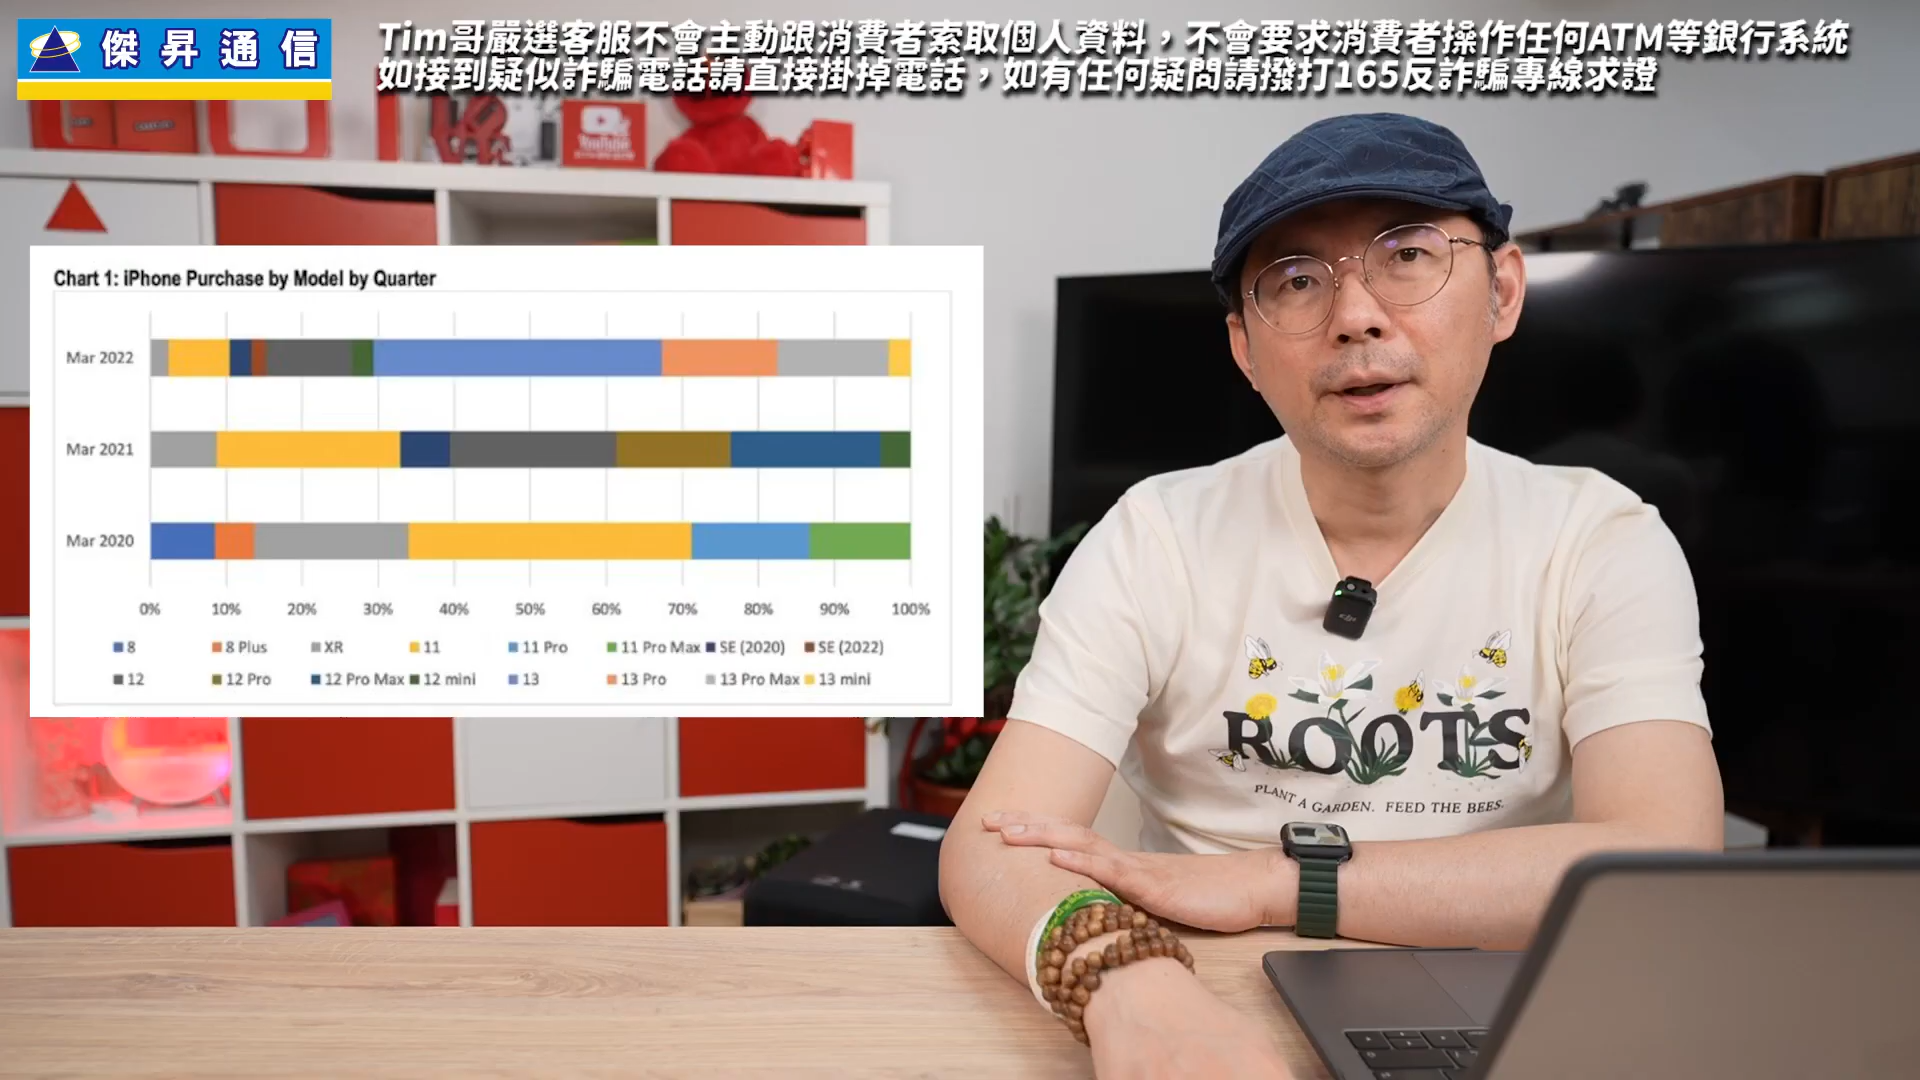 傑昇通信
Tim哥嚴選客服不會主動跟消費者索取個人資料，不會要求消費者操作任何ATM等銀行系統
如接到疑似詐騙電話請直接掛掉電話，如有任何疑問請撥打165反詐騙專線求證
YouTube
Chart 1: iPhone Purchase by Model by Quarter
Mar 2022
Mar 2021
Mar 2020
0% 10% 20% 30% 40% 50% 60% 70% 80% 90% 100%
8 8 Plus XR 11 11 Pro 11 Pro Max SE (2020) SE (2022)
12 12 Pro 12 Pro Max 12 mini 13 13 Pro 13 Pro Max 13 mini
dji
ROOTS
PLANT A GARDEN. FEED THE BEES.